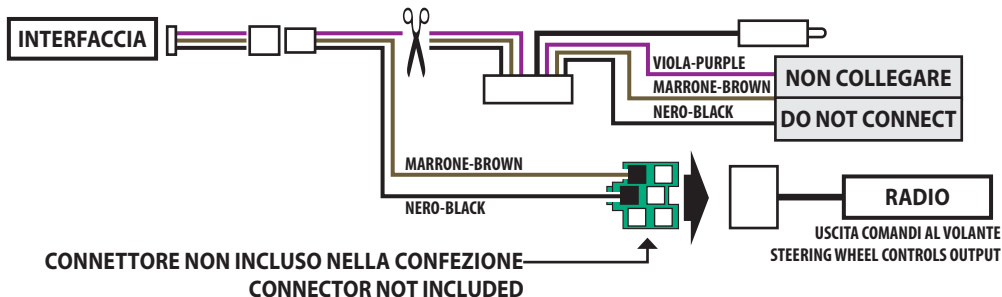 INTERFACCIA
VIOLA-PURPLE
MARRONE-BROWN
NERO-BLACK
NON COLLEGARE
DO NOT CONNECT
MARRONE-BROWN
NERO-BLACK
RADIO
USCITA COMANDI AL VOLANTE
STEERING WHEEL CONTROLS OUTPUT
CONNETTORE NON INCLUSO NELLA CONFEZIONE
CONNECTOR NOT INCLUDED